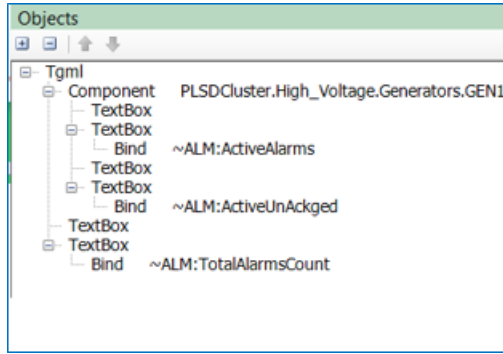 Objects
Tgml
Component PLSDCluster.High_Voltage.Generators.GEN1
TextBox
TextBox
Bind ~ALM:ActiveAlarms
TextBox
TextBox
Bind ~ALM:ActiveUnAckged
TextBox
TextBox
Bind ~ALM:TotalAlarmsCount